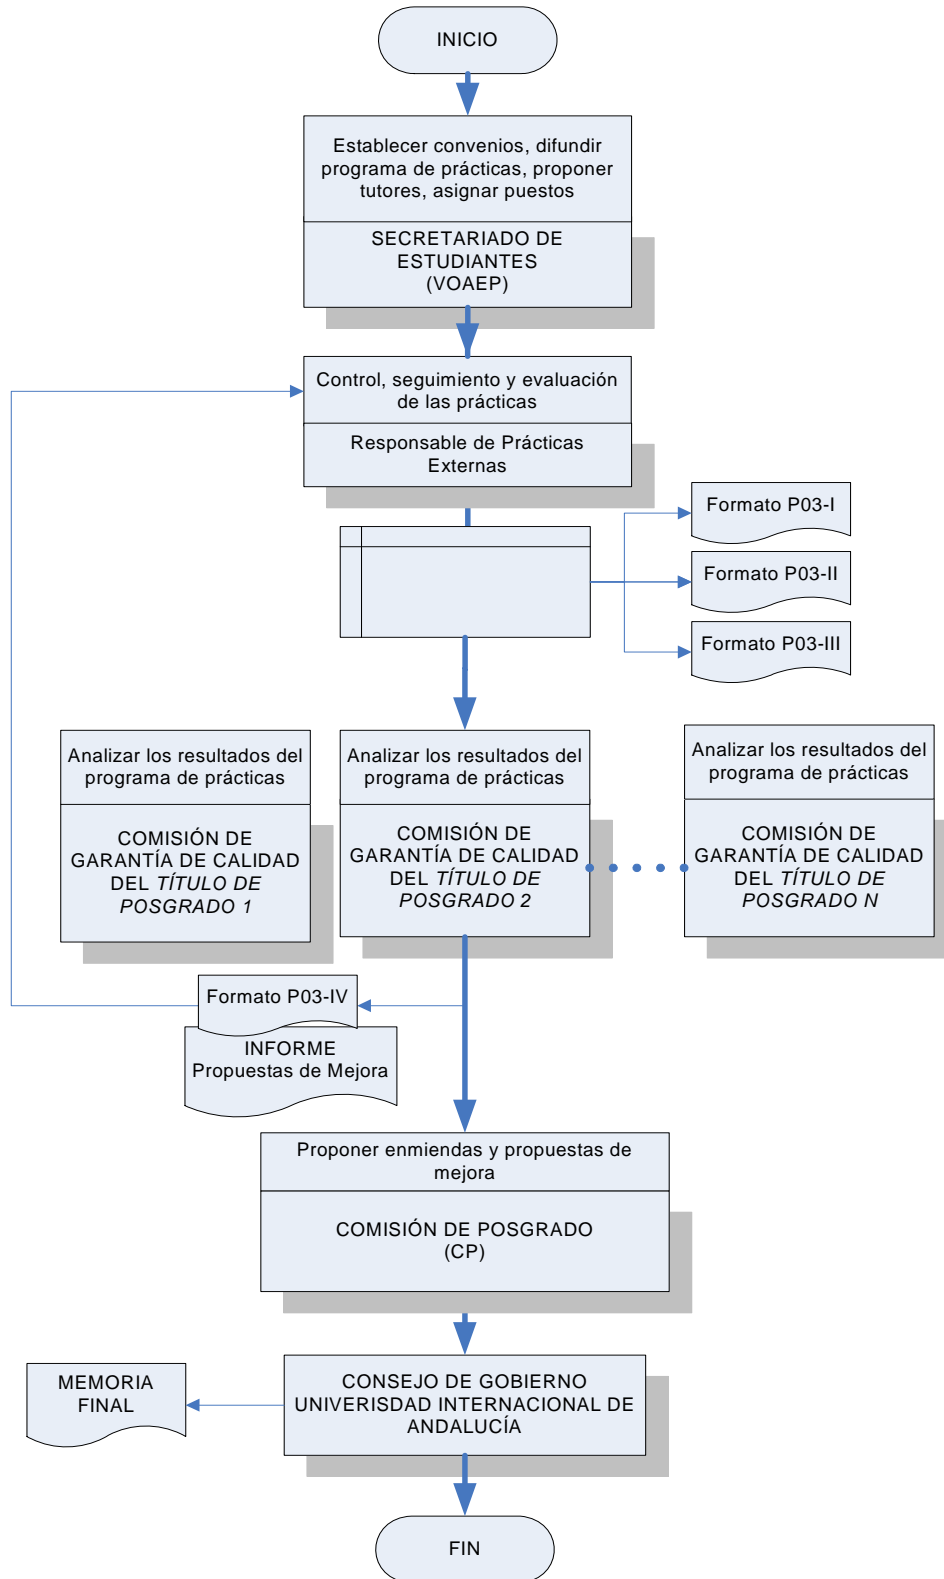 INICIO
Establecer convenios, difundir
programa de prácticas, proponer
tutores, asignar puestos
SECRETARIADO DE
ESTUDIANTES
(VOAEP)
Control, seguimiento y evaluación
de las prácticas
Responsable de Prácticas
Externas
Formato P03-I
Formato P03-II
Formato P03-III
Analizar los resultados del
programa de prácticas
COMISIÓN DE
GARANTÍA DE CALIDAD
DEL TÍTULO DE
POSGRADO 1
Analizar los resultados del
programa de prácticas
COMISIÓN DE
GARANTÍA DE CALIDAD
DEL TÍTULO DE
POSGRADO 2
Analizar los resultados del
programa de prácticas
COMISIÓN DE
GARANTÍA DE CALIDAD
DEL TÍTULO DE
POSGRADO N
Formato P03-IV
INFORME
Propuestas de Mejora
Proponer enmiendas y propuestas de
mejora
COMISIÓN DE POSGRADO
(CP)
MEMORIA
FINAL
CONSEJO DE GOBIERNO
UNIVERISDAD INTERNACIONAL DE
ANDALUCÍA
FIN